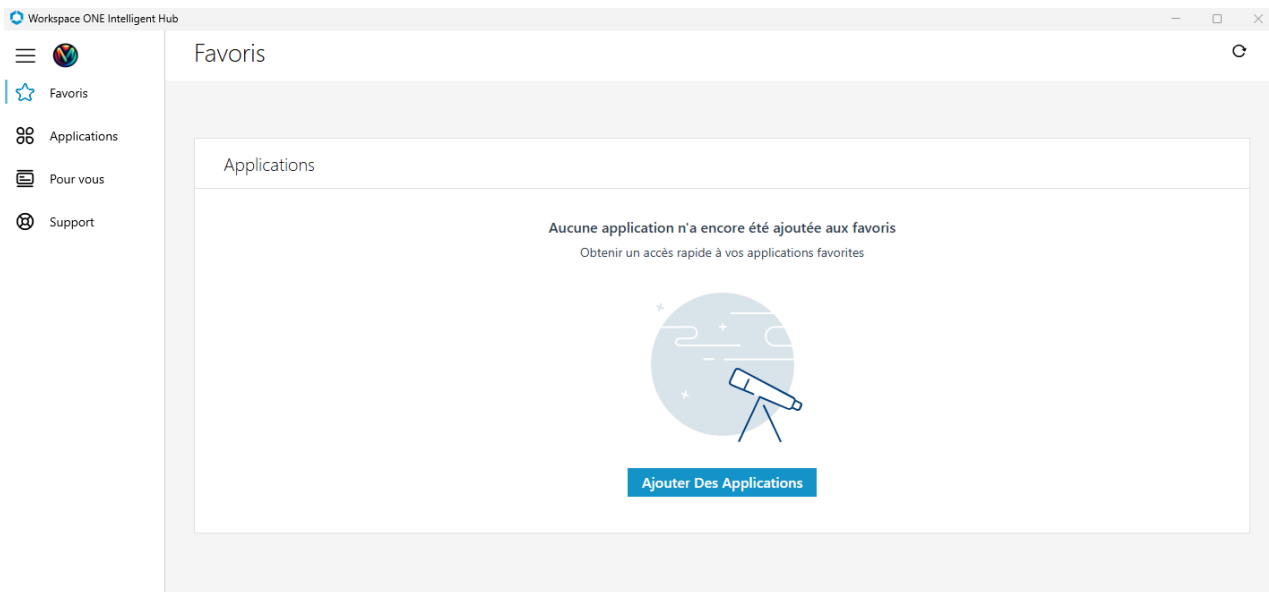 Workspace ONE Intelligent Hub
Favoris
Favoris
Applications
Pour vous
Support
Applications
Aucune application n'a encore été ajoutée aux favoris
Obtenir un accès rapide à vos applications favorites
Ajouter Des Applications